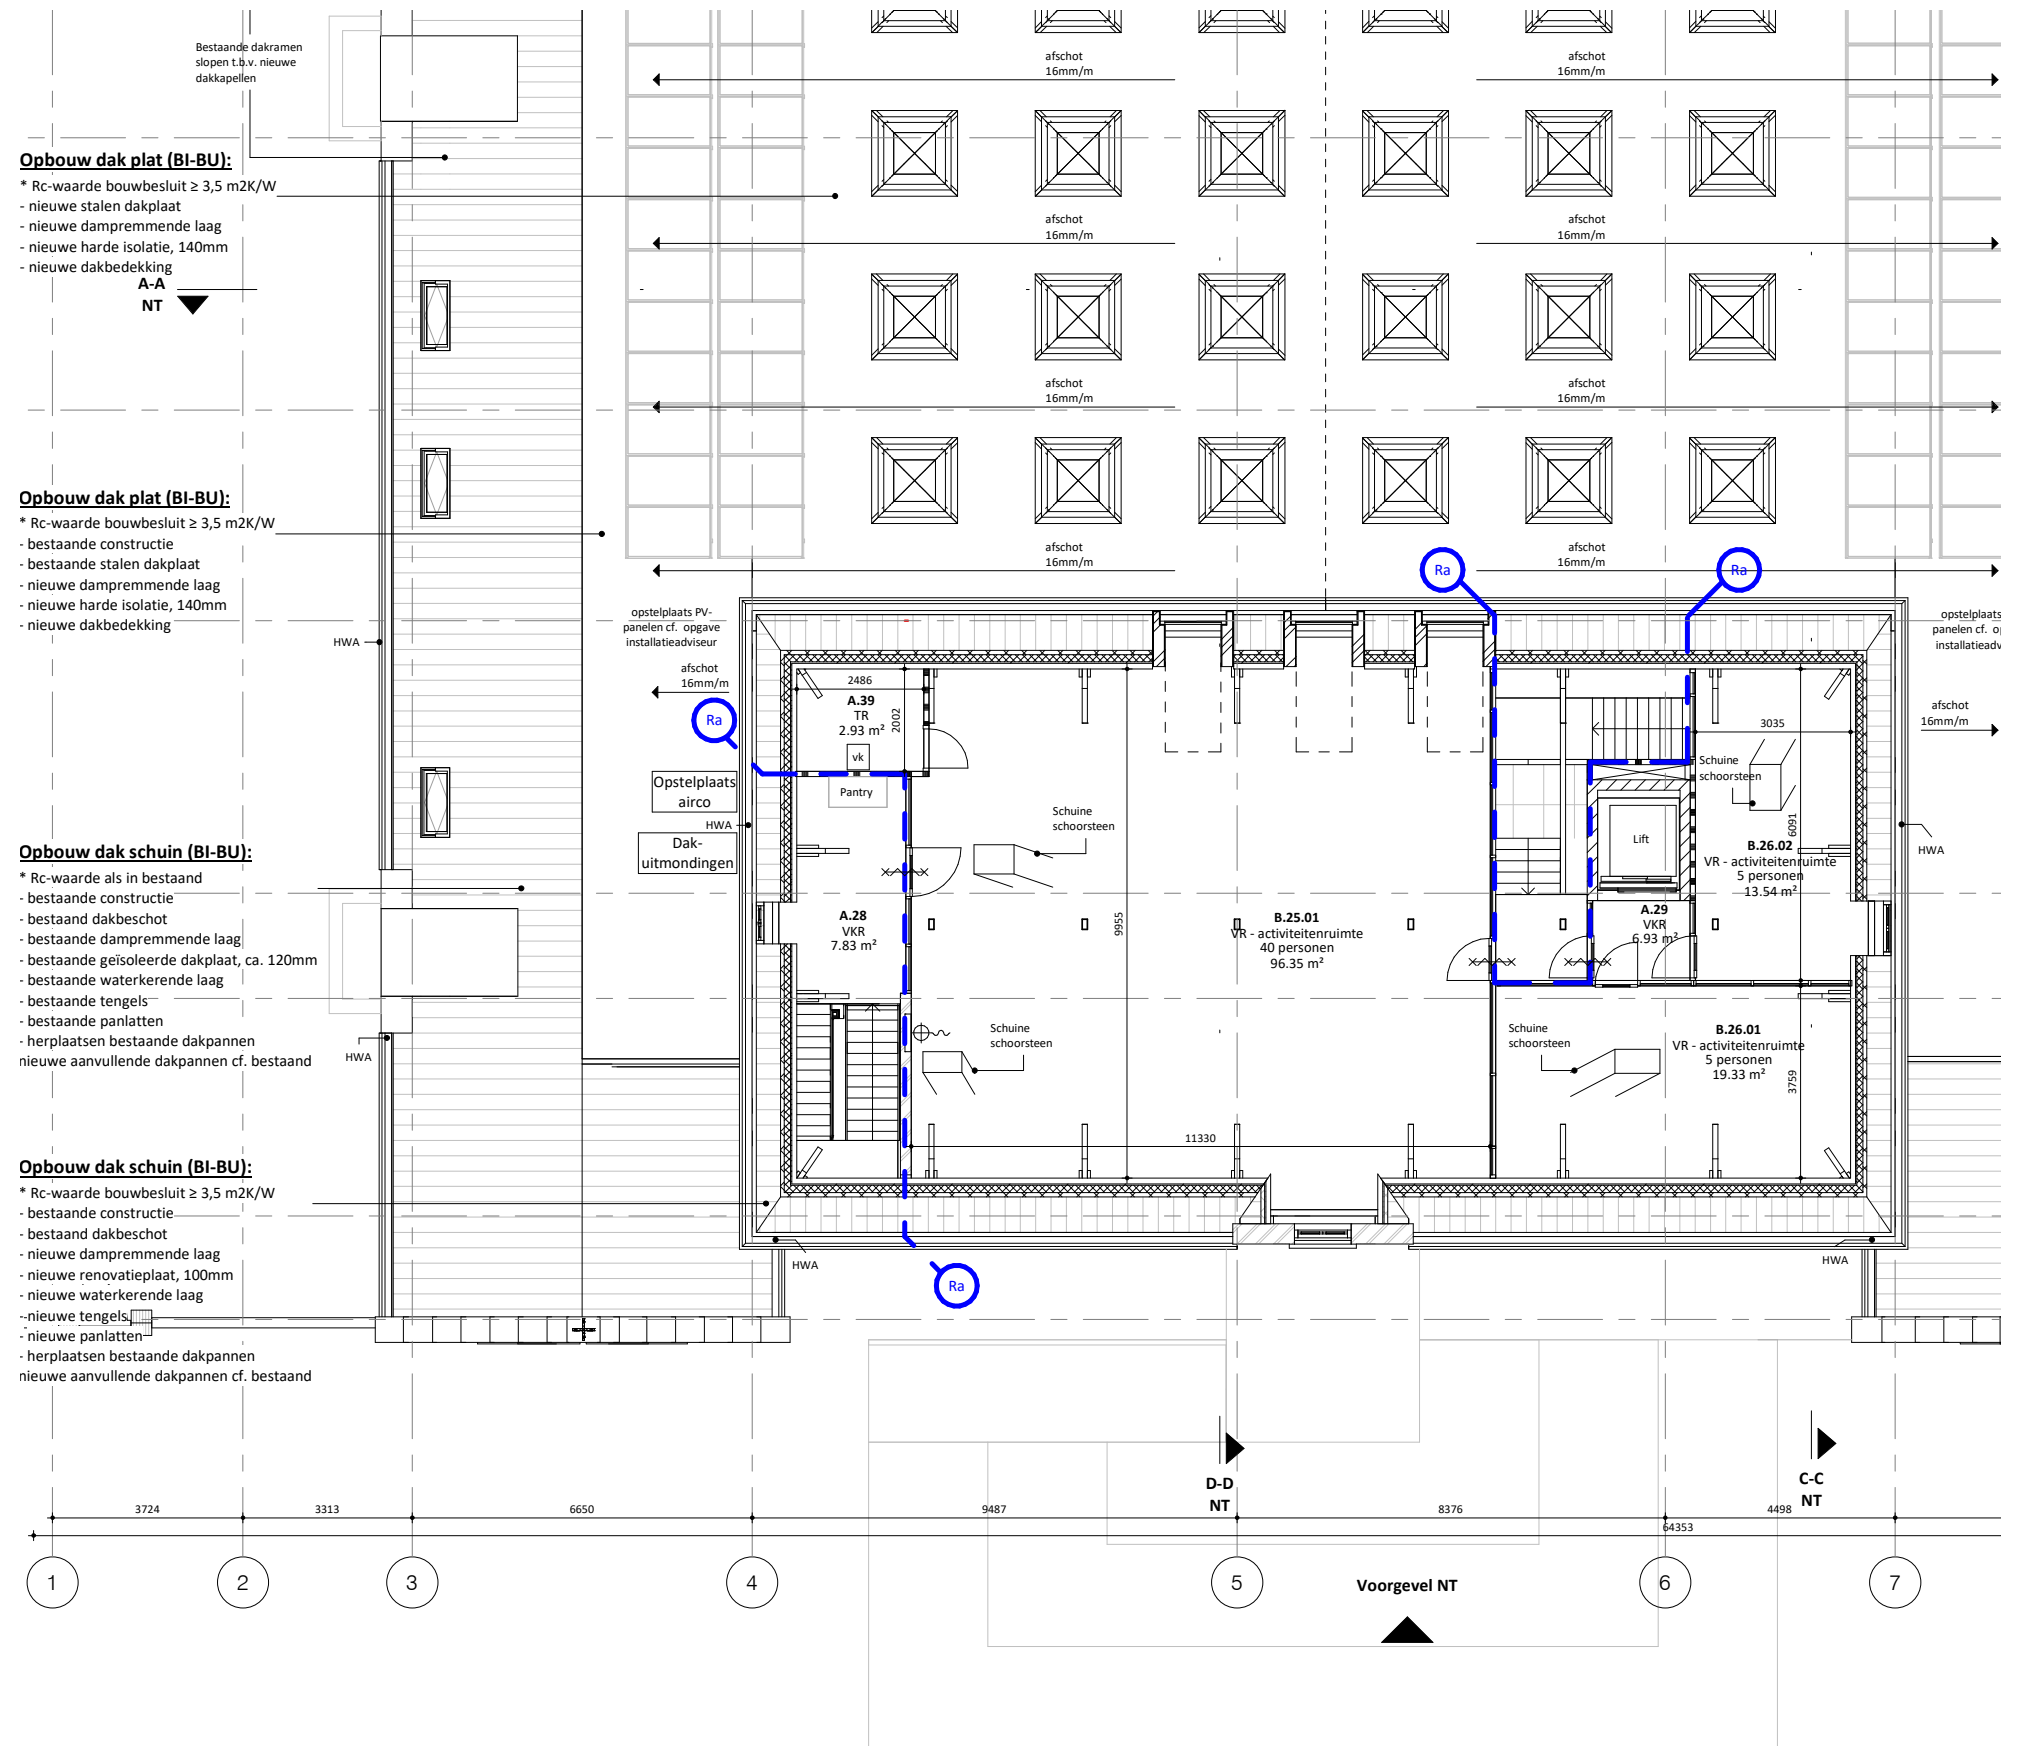 Bestaande dakramen
slopen t.b.v. nieuwe
dakkapellen
afschot
16mm/m
afschot
16mm/m
Opbouw dak plat (BI-BU):
* Rc-waarde bouwbesluit ≥ 3,5 m2K/W
- nieuwe stalen dakplaat
- nieuwe dampremmende laag
- nieuwe harde isolatie, 140mm
- nieuwe dakbedekking
A-A
NT
afschot
16mm/m
afschot
16mm/m
afschot
16mm/m
afschot
16mm/m
Opbouw dak plat (BI-BU):
* Rc-waarde bouwbesluit ≥ 3,5 m2K/W
- bestaande constructie
- bestaande stalen dakplaat
- nieuwe dampremmende laag
- nieuwe harde isolatie, 140mm
- nieuwe dakbedekking
afschot
16mm/m
afschot
16mm/m
Ra
Ra
HWA
opstelplaats PV-
panelen cf. opgave
installatieadviseur
afschot
16mm/m
Ra
opstelplaats
panelen cf.
afschot
16mm/m
2486
A.39
TR
2.93 m²
2002
vk
Pantry
3035
Schuine
schoorsteen
Opstelplaats
airco
HWA
Dak-
uitmondingen
Schuine
schoorsteen
Lift
6091
B.26.02
VR - activiteitenruimte
5 personen
13.54 m²
HWA
Opbouw dak schuin (BI-BU):
* Rc-waarde als in bestaand
- bestaande constructie
- bestaand dakbeschot
- bestaande dampremmende laag
- bestaande geïsoleerde dakplaat, ca. 120mm
- bestaande waterkerende laag
- bestaande tengels
- bestaande panlatten
- herplaatsen bestaande dakpannen
nieuwe aanvullende dakpannen cf. bestaand
HWA
A.28
VKR
7.83 m²
9955
B.25.01
VR - activiteitenruimte
40 personen
96.35 m²
A.29
VKR
6.93 m²
Schuine
schoorsteen
Schuine
schoorsteen
B.26.01
VR - activiteitenruimte
5 personen
19.33 m²
3759
11330
Opbouw dak schuin (BI-BU):
* Rc-waarde bouwbesluit ≥ 3,5 m2K/W
- bestaande constructie
- bestaand dakbeschot
- nieuwe dampremmende laag
- nieuwe renovatieplaat, 100mm
- nieuwe waterkerende laag
- nieuwe tengels
- nieuwe panlatten
- herplaatsen bestaande dakpannen
nieuwe aanvullende dakpannen cf. bestaand
HWA
Ra
HWA
D-D
NT
C-C
NT
3724
3313
6650
9487
8376
4498
64353
1
2
3
4
5
6
7
Voorgevel NT